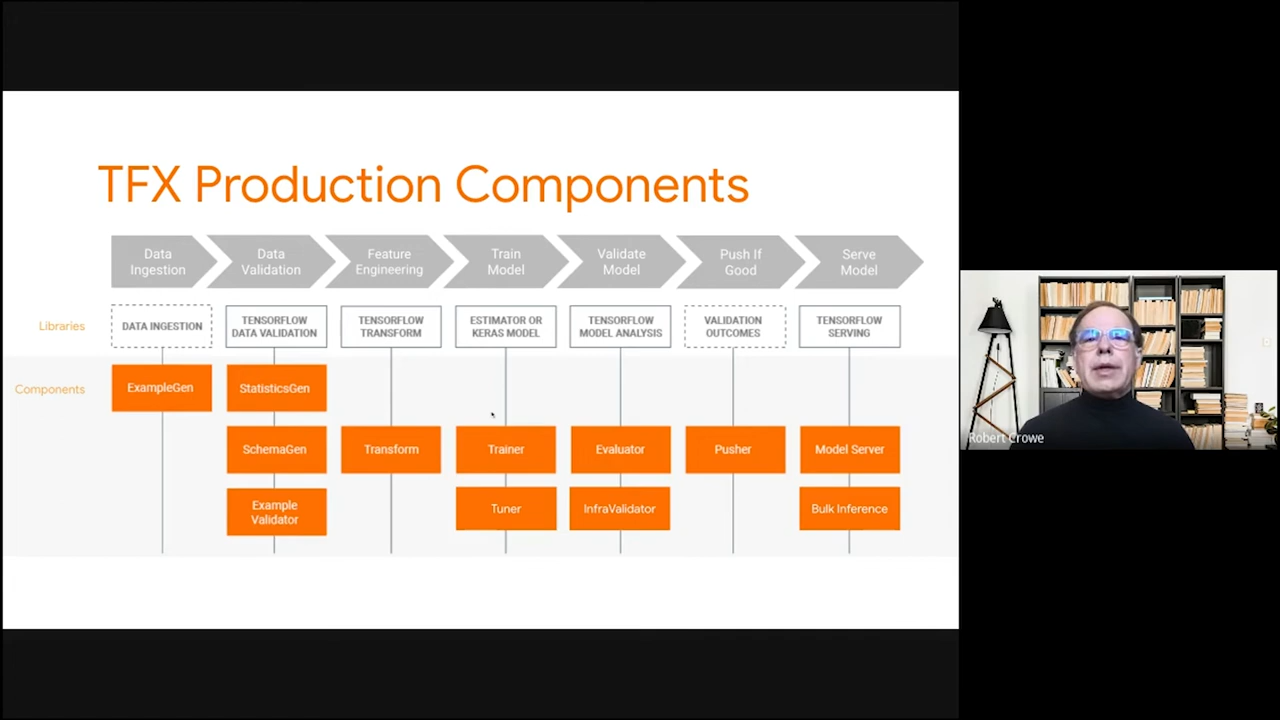 TFX Production Components
Data
Ingestion
Data
Validation
Feature
Engineering
Train
Model
Validate
Model
Push If
Good
Serve
Model
Libraries
DATA INGESTION
TENSORFLOW
DATA VALIDATION
TENSORFLOW
TRANSFORM
ESTIMATOR OR
KERAS MODEL
TENSORFLOW
MODEL ANALYSIS
VALIDATION
OUTCOMES
TENSORFLOW
SERVING
Components
ExampleGen
StatisticsGen
SchemaGen
Transform
Trainer
Evaluator
Pusher
Model Server
Example
Validator
Tuner
InfraValidator
Bulk Inference
Robert Crowe